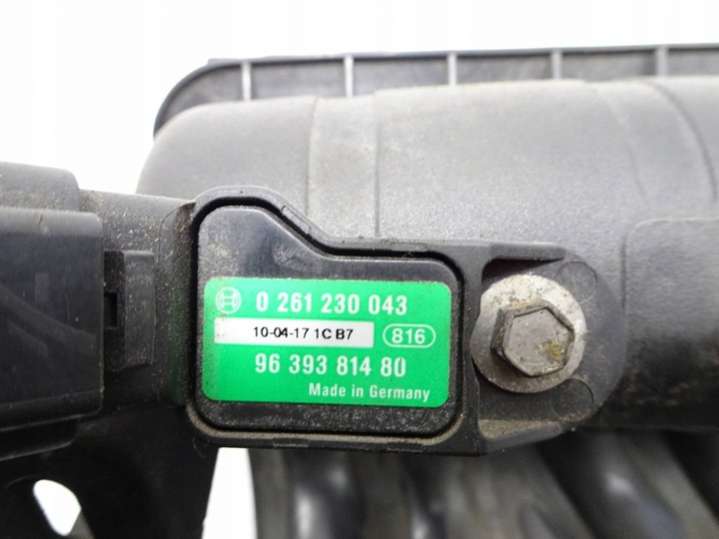 0 261 230 043
10-04-17 1C B7 816
96 393 814 80
Made in Germany